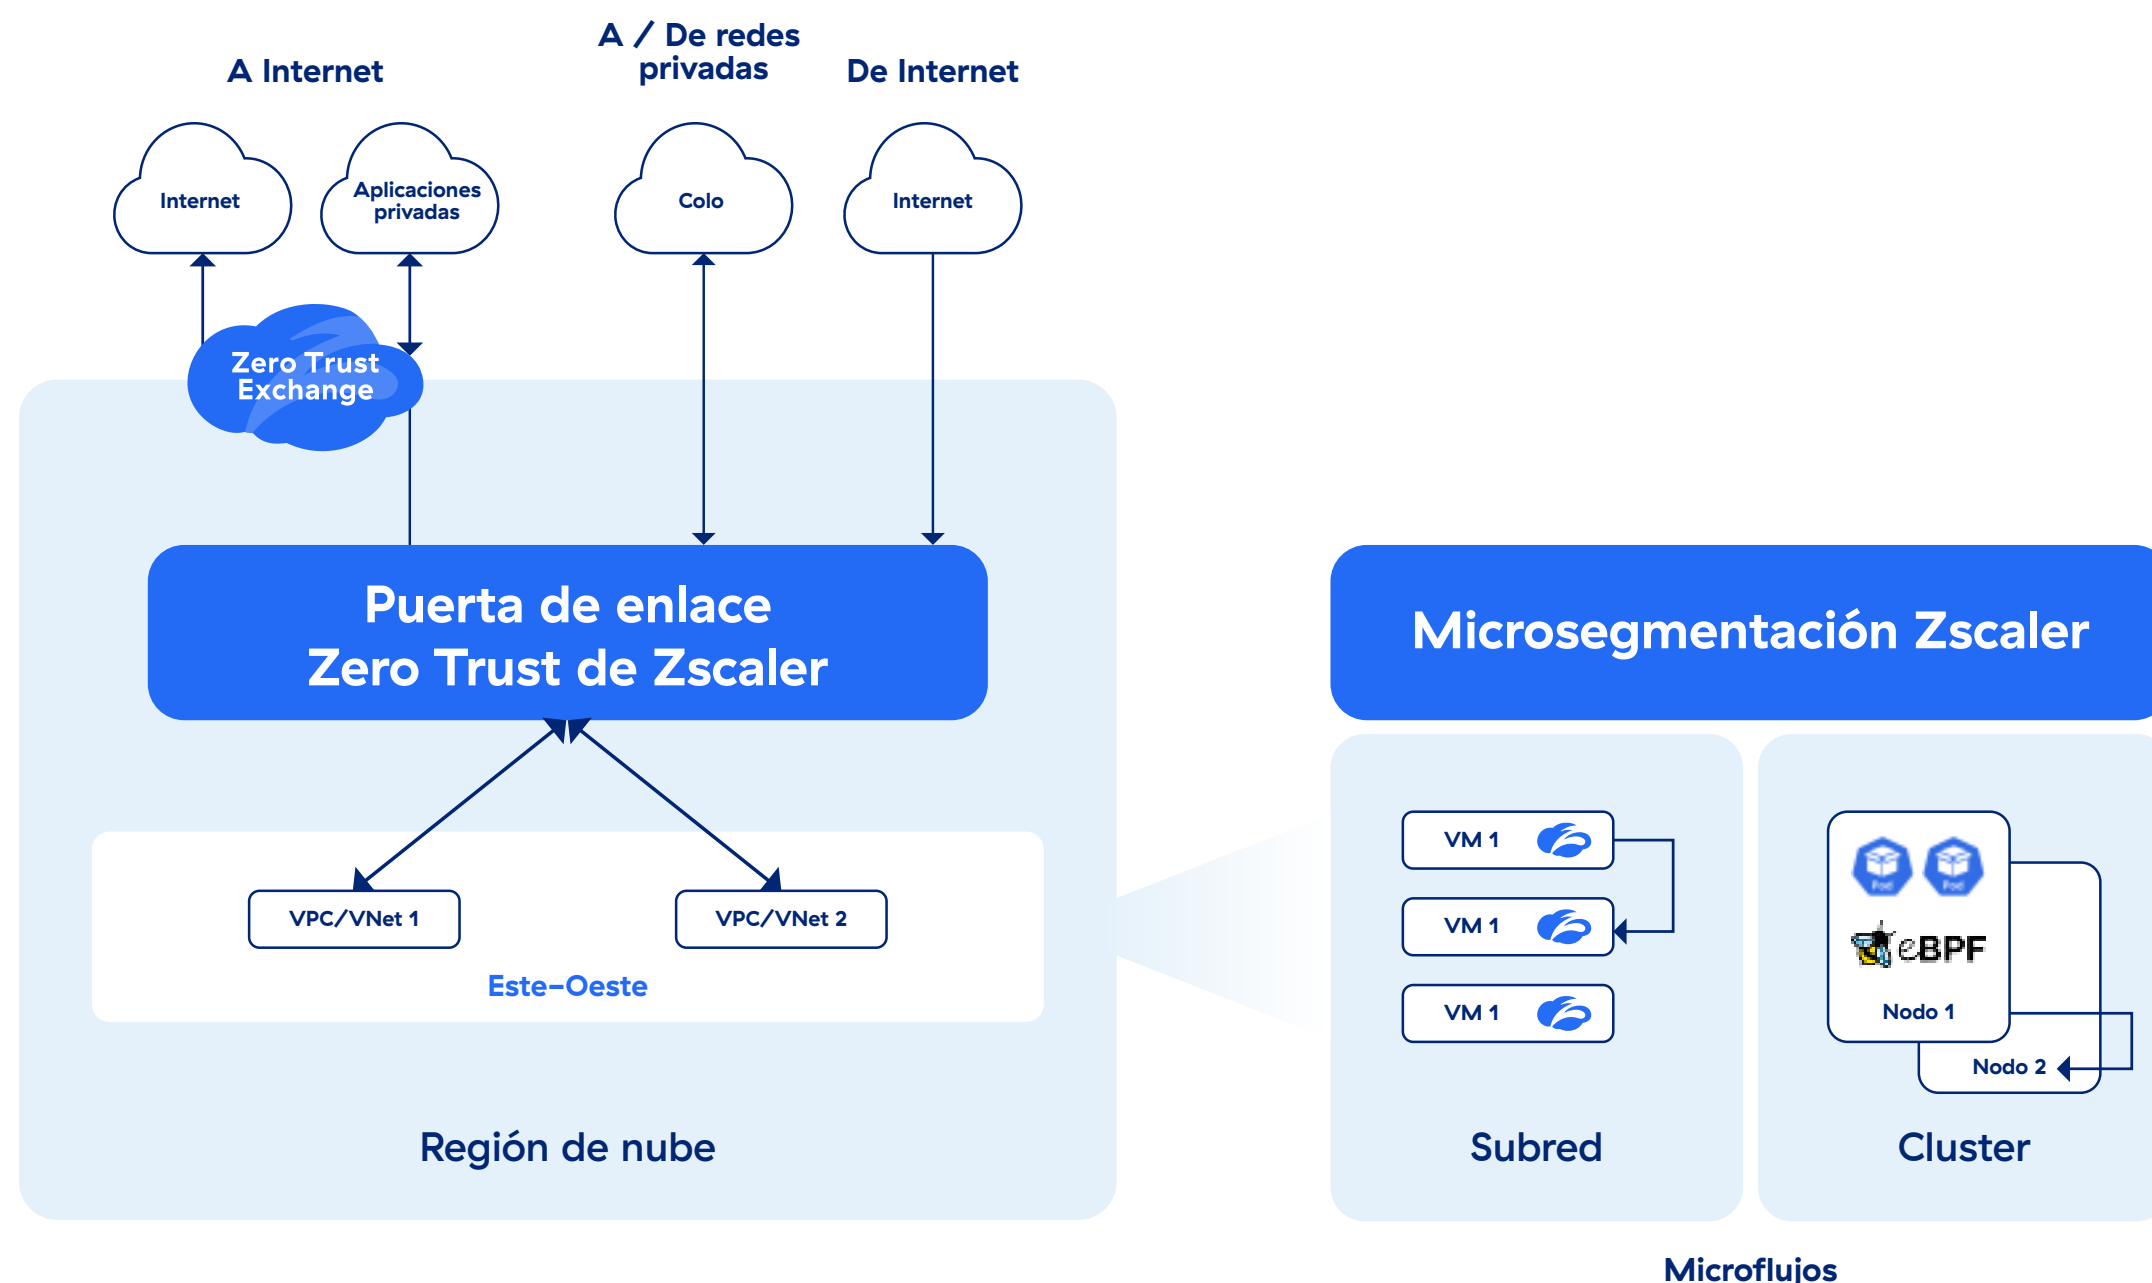 A Internet
A / De redes
privadas
De Internet
Internet
Aplicaciones
privadas
Colo
Internet
Zero Trust
Exchange
Puerta de enlace
Zero Trust de Zscaler
VPC/VNet 1
VPC/VNet 2
Este-Oeste
Región de nube
Microsegmentación Zscaler
VM 1
VM 1
VM 1
Subred
Pod
Pod
eBPF
Nodo 1
Nodo 2
Cluster
Microflujos